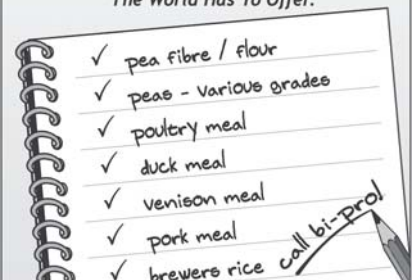 The World Has To Offer.
✓ pea fibre / flour
✓ peas - various grades
✓ poultry meal
✓ duck meal
✓ venison meal
✓ pork meal
✓ brewers rice
call bi-pro!